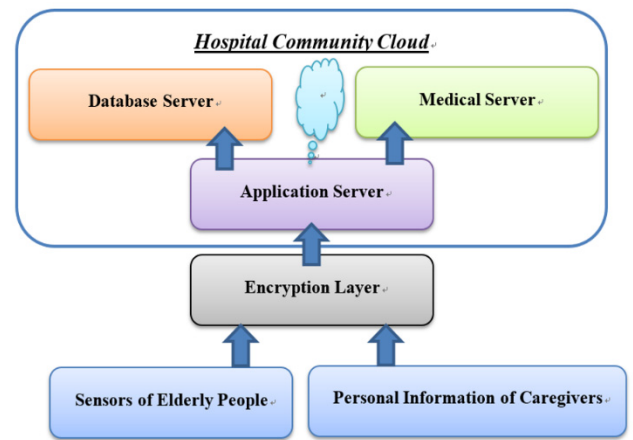 Hospital Community Cloud
Database Server
Medical Server
Application Server
Encryption Layer
Sensors of Elderly People
Personal Information of Caregivers